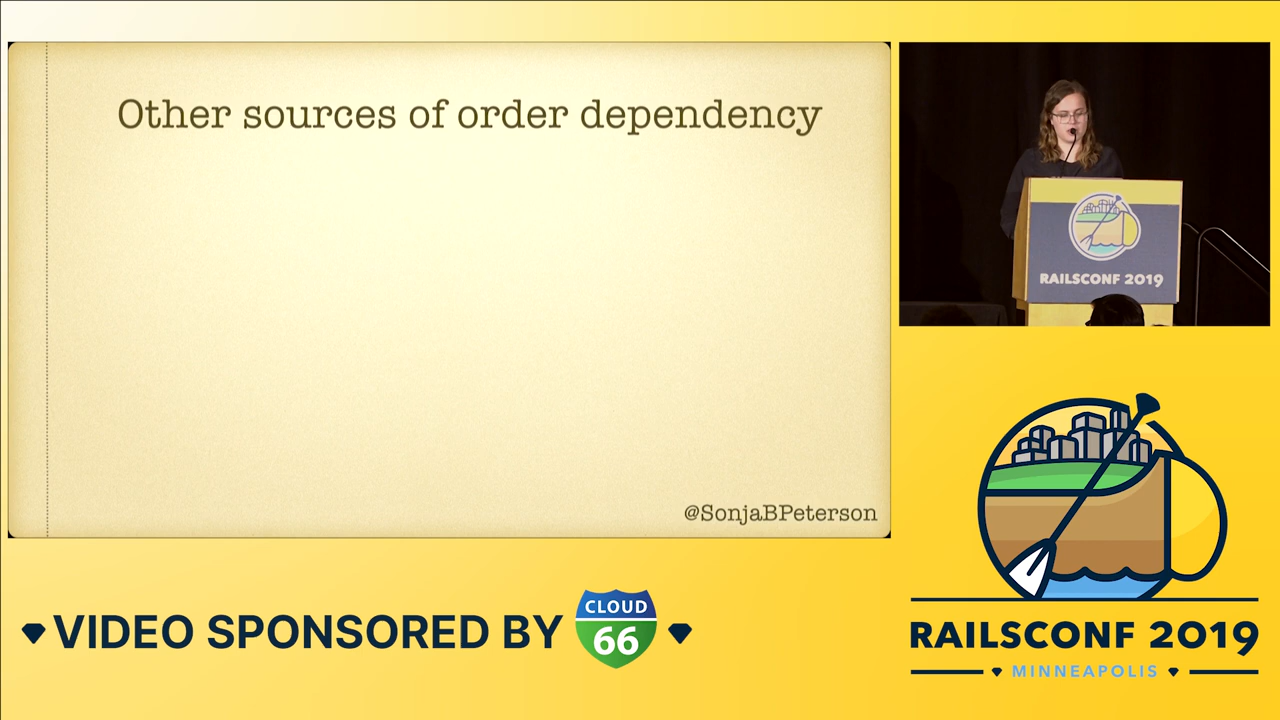 Other sources of order dependency
@SonjaBPeterson
RAILSCONF 2019
VIDEO SPONSORED BY
CLOUD
66
RAILSCONF 2019
MINNEAPOLIS